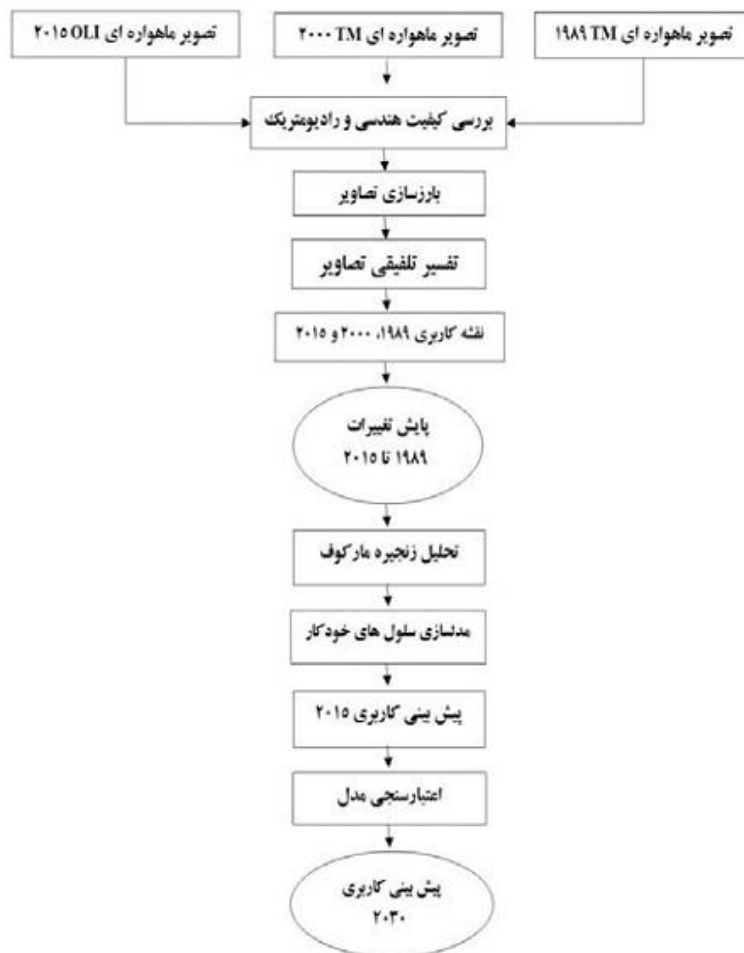 تصویر ماهواره ای TM ۱۹۸۹
تصویر ماهواره ای TM ۲۰۰۰
تصویر ماهواره ای OLI ۲۰۱۵
بررسی کیفیت هندسی و رادیومتریک
بارزسازی تصاویر
تفسیر تلفیقی تصاویر
نقشه کاربری ۱۹۸۹، ۲۰۰۰ و ۲۰۱۵
پایش تغییرات
۱۹۸۹ تا ۲۰۱۵
تحلیل زنجیره مارکوف
مدلسازی سلول های خودکار
پیش بینی کاربری ۲۰۱۵
اعتبارسنجی مدل
پیش بینی کاربری
۲۰۳۰